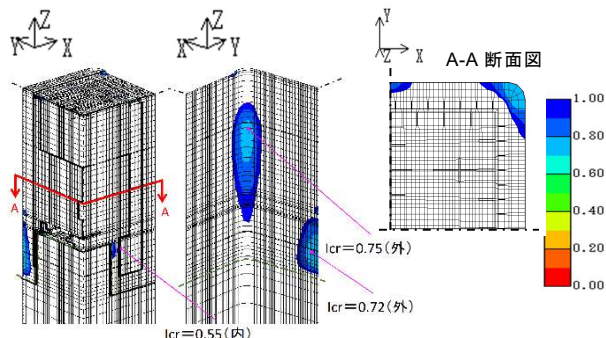 Z
Y X
Z
X Y
Y
X
A-A 断面図
A A
1.00
0.80
0.60
0.40
0.20
0.00
Icr=0.75(外)
Icr=0.72(外)
Icr=0.55(内)